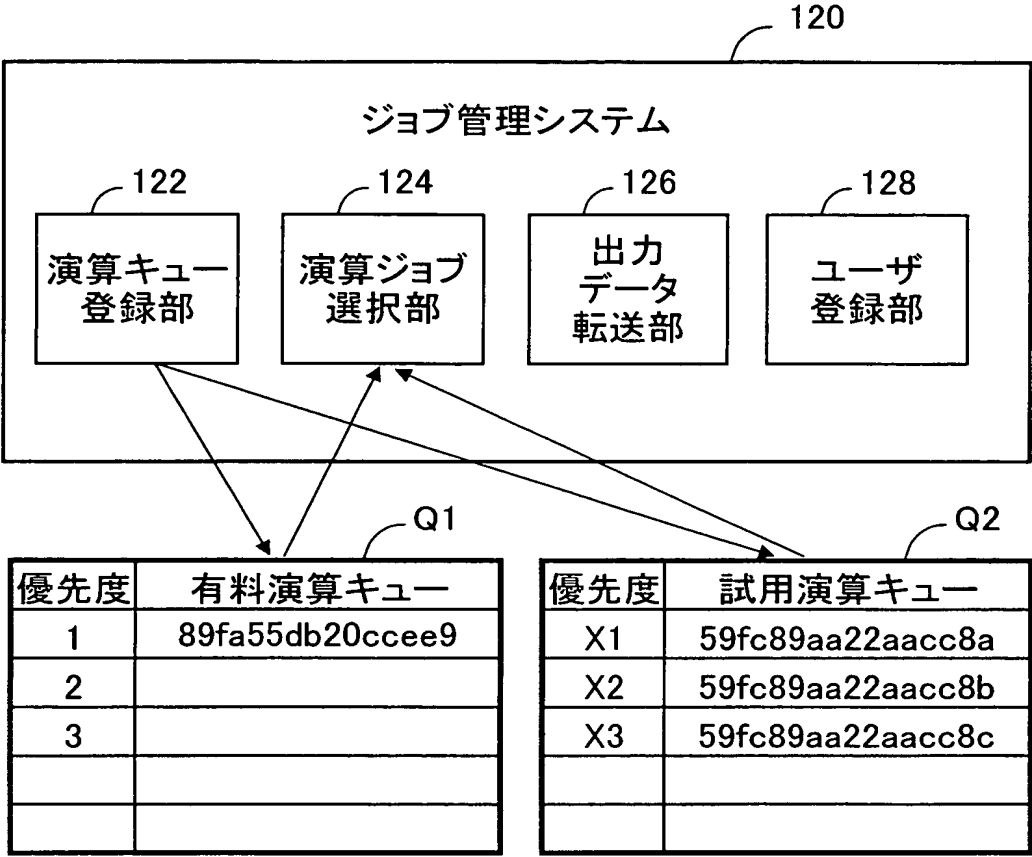 120
ジョブ管理システム
122
124
126
128
演算キュー
登録部
演算ジョブ
選択部
出力
データ
転送部
ユーザ
登録部
Q1
Q2
優先度 有料演算キュー
1 89fa55db20ccee9
2
3
優先度 試用演算キュー
X1 59fc89aa22aacc8a
X2 59fc89aa22aacc8b
X3 59fc89aa22aacc8c